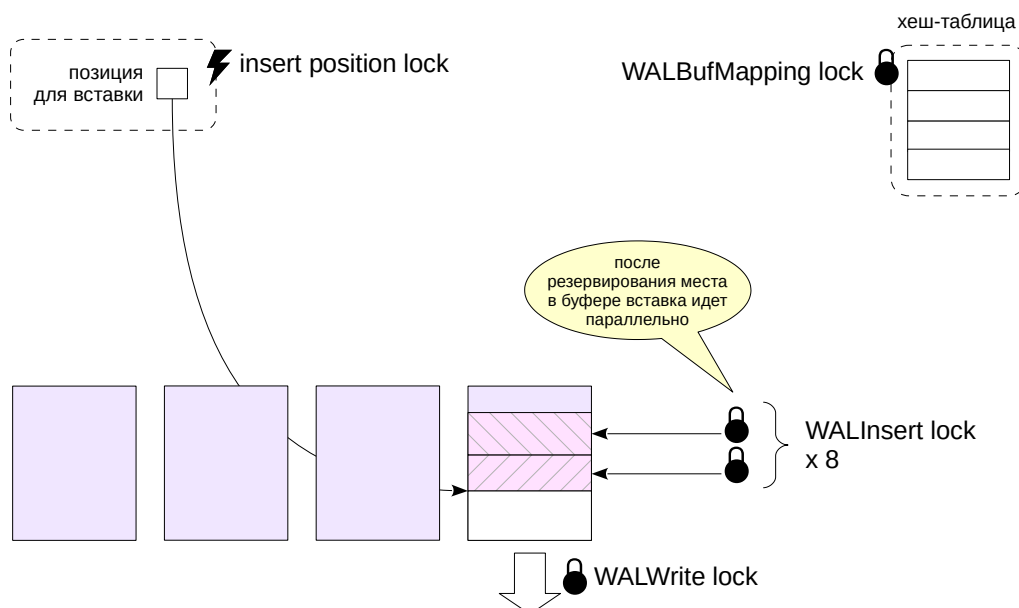 хеш-таблица
insert position lock
позиция
для вставки
WALBufMapping lock
после
резервирования места
в буфере вставка идет
параллельно
WALInsert lock
x 8
WALWrite lock